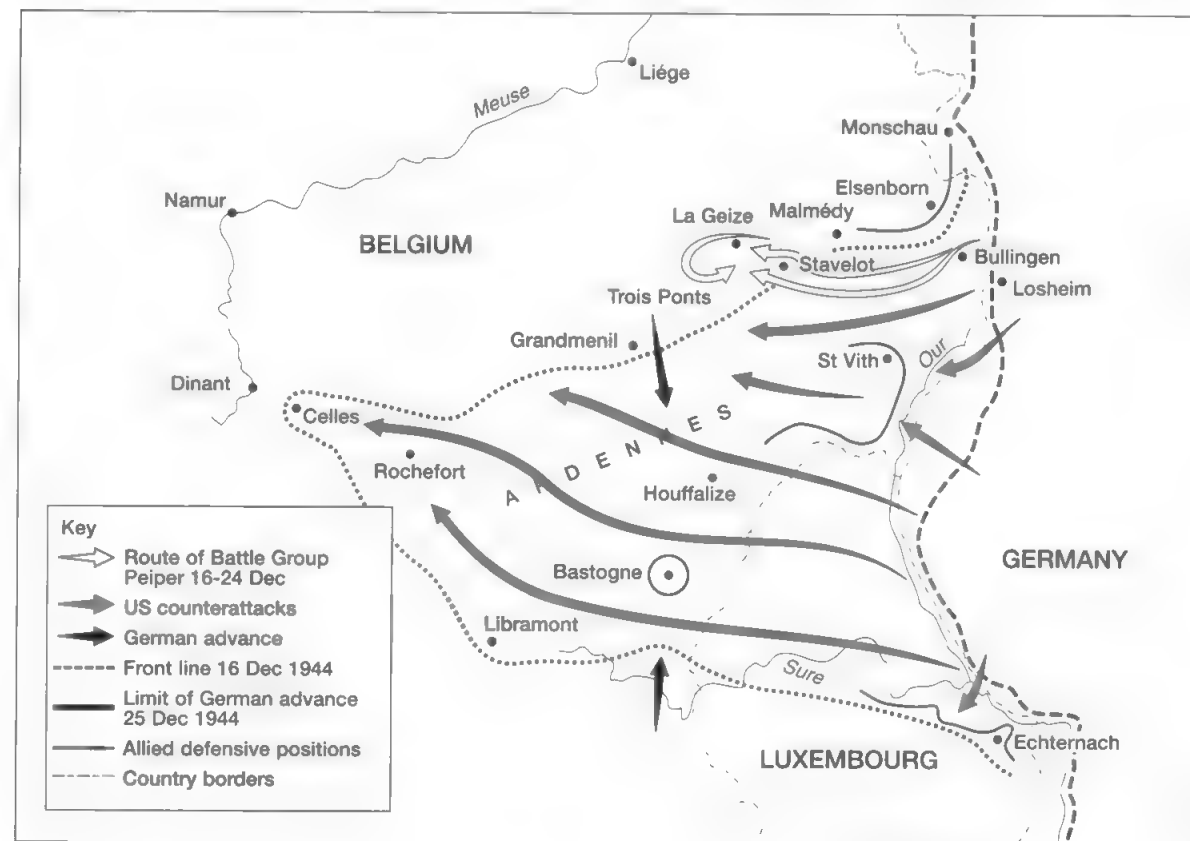 Liége
Meuse
Monschau
Namur
Elsenborn
La Geize
Malmédy
BELGIUM
Stavelot
Bullingen
Losheim
Trois Ponts
Grandmenil
St Vith
Our
Dinant
Celles
ARDENNES
Rochefort
Houffalize
Key
Route of Battle Group
Peiper 16-24 Dec
US counterattacks
German advance
Front line 16 Dec 1944
Limit of German advance
25 Dec 1944
Allied defensive positions
Country borders
GERMANY
Bastogne
Libramont
Sure
Echternach
LUXEMBOURG